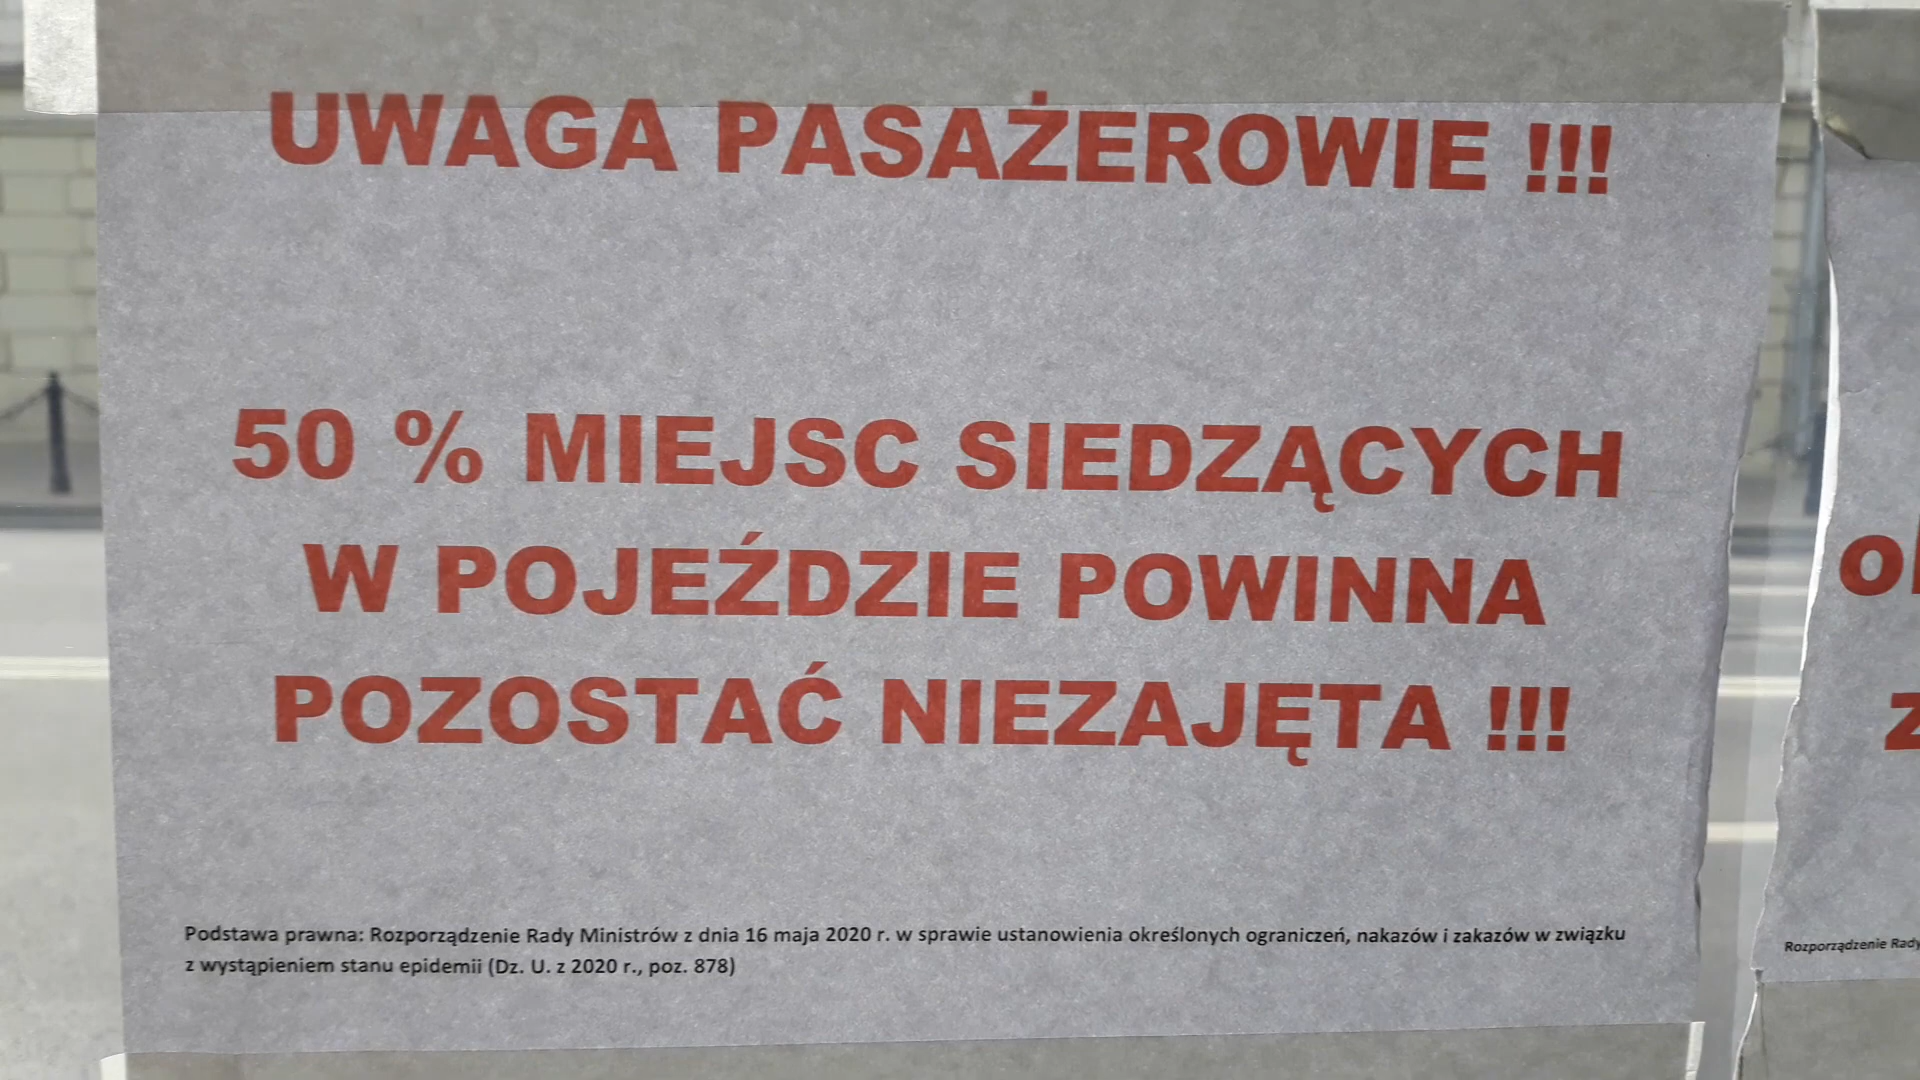 UWAGA PASAŻEROWIE !!!
50 % MIEJSC SIEDZĄCYCH
W POJEŹDZIE POWINNA
POZOSTAĆ NIEZAJĘTA !!!
Podstawa prawna: Rozporządzenie Rady Ministrów z dnia 16 maja 2020 r. w sprawie ustanowienia określonych ograniczeń, nakazów i zakazów w związku
z wystąpieniem stanu epidemii (Dz. U. z 2020 r., poz. 878)
z
Rozporządzenie Rady